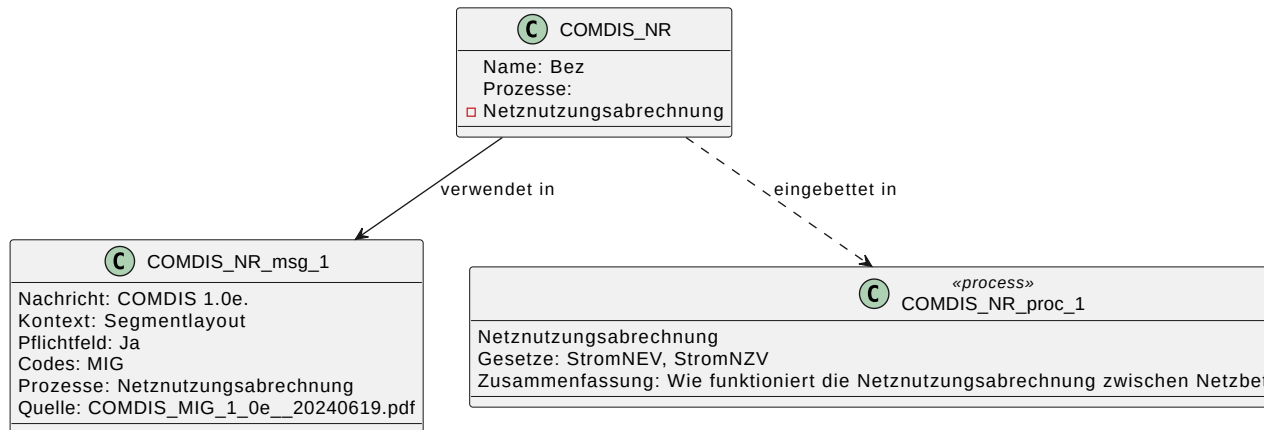 C COMDIS_NR
Name: Bez
Prozesse:
Netznutzungsabrechnung
verwendet in
eingebettet in
C COMDIS_NR_msg_1
Nachricht: COMDIS 1.0e.
Kontext: Segmentlayout
Pflichtfeld: Ja
Codes: MIG
Prozesse: Netznutzungsabrechnung
Quelle: COMDIS_MIG_1_0e__20240619.pdf
«process»
C COMDIS_NR_proc_1
Netznutzungsabrechnung
Gesetze: StromNEV, StromNZV
Zusammenfassung: Wie funktioniert die Netznutzungsabrechnung zwischen Netzbet